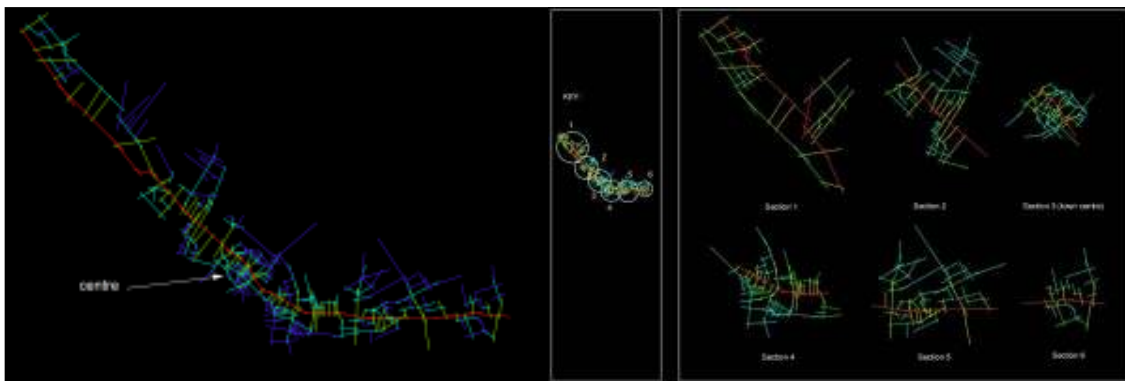 centre
KEY
1
2
3
4
5
6
Section 1
Section 2
Section 3 (town centre)
Section 4
Section 5
Section 6